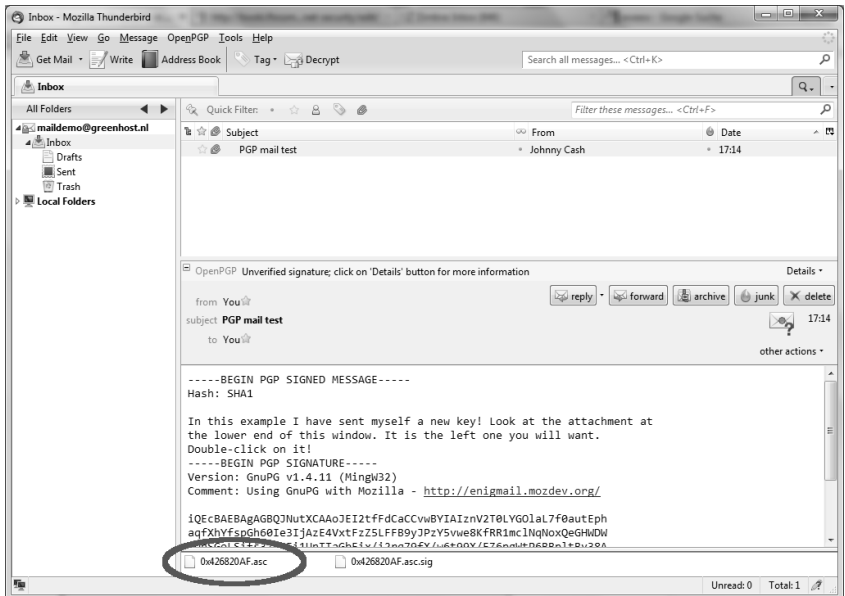 Inbox - Mozilla Thunderbird
File Edit View Go Message OpenPGP Tools Help
Get Mail Write Address Book Tag Decrypt Search all messages... <Ctrl+K>
Inbox
All Folders
Quick Filter: Filter these messages... <Ctrl+F>
maildemo@greenhost.nl
Inbox
Drafts
Sent
Trash
Local Folders
Subject From Date
PGP mail test Johnny Cash 17:14
OpenPGP Unverified signature; click on 'Details' button for more information Details
from You reply forward archive junk delete
subject PGP mail test 17:14
to You
other actions
-----BEGIN PGP SIGNED MESSAGE-----
Hash: SHA1
In this example I have sent myself a new key! Look at the attachment at
the lower end of this window. It is the left one you will want.
Double-click on it!
-----BEGIN PGP SIGNATURE-----
Version: GnuPG v1.4.11 (MingW32)
Comment: Using GnuPG with Mozilla - http://enigmail.mozdev.org/
iQEcBAEBAgAGBQJNutXCAAoJEI2tfFdCaCCvwBYIAIznV2T0LYGOlaL7f0autEph
aqfXhYfspGh60Ie3IjAzE4VxtFzZ5LFFB9yJPzY5vwe8KfRR1mclNqNoxQeGHWDW
0x426820AF.asc 0x426820AF.asc.sig
Unread: 0 Total: 1